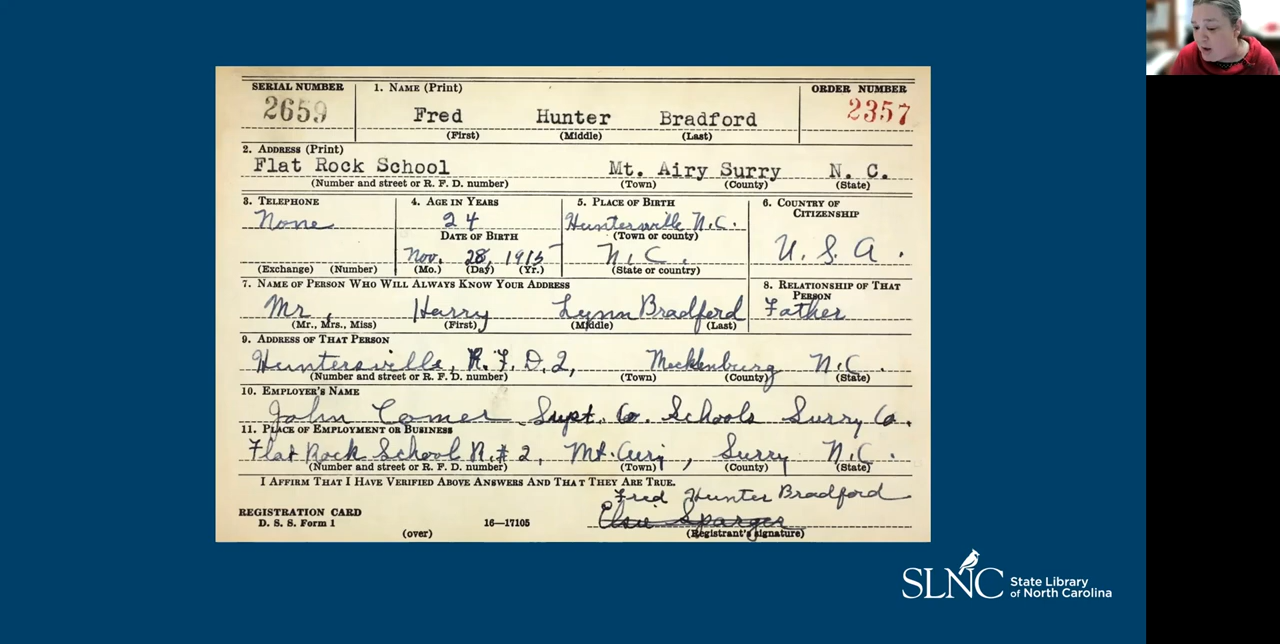 SERIAL NUMBER 1. NAME (Print) ORDER NUMBER
2659 Fred Hunter Bradford 2357
(First) (Middle) (Last)
2. ADDRESS (Print)
Flat Rock School Mt. Airy Surry N. C.
(Number and street or R. F. D. number) (Town) (County) (State)
3. TELEPHONE 4. AGE IN YEARS 5. PLACE OF BIRTH 6. COUNTRY OF CITIZENSHIP
None 24 Huntersville N.C.
DATE OF BIRTH (Town or county) U. S. A.
Nov. 28, 1915 N. C.
(Exchange) (Number) (Mo.) (Day) (Yr.) (State or country)
7. NAME OF PERSON WHO WILL ALWAYS KNOW YOUR ADDRESS 8. RELATIONSHIP OF THAT PERSON
Mr. Harry Lynn Bradford Father
(Mr., Mrs., Miss) (First) (Middle) (Last)
9. ADDRESS OF THAT PERSON
Huntersville, R.F.D. 2, Mecklenburg N.C.
(Number and street or R. F. D. number) (Town) (County) (State)
10. EMPLOYER'S NAME
John Comer Supt. Co. Schools Surry Co.
11. PLACE OF EMPLOYMENT OR BUSINESS
Flat Rock School R.# 2, Mt. Airy, Surry N.C.
(Number and street or R. F. D. number) (Town) (County) (State)
I AFFIRM THAT I HAVE VERIFIED ABOVE ANSWERS AND THAT THEY ARE TRUE.
Fred Hunter Bradford
REGISTRATION CARD Elsie Sparger
D. S. S. Form 1 16—17105 (Registrant's signature)
(over)
SLNC State Library
of North Carolina